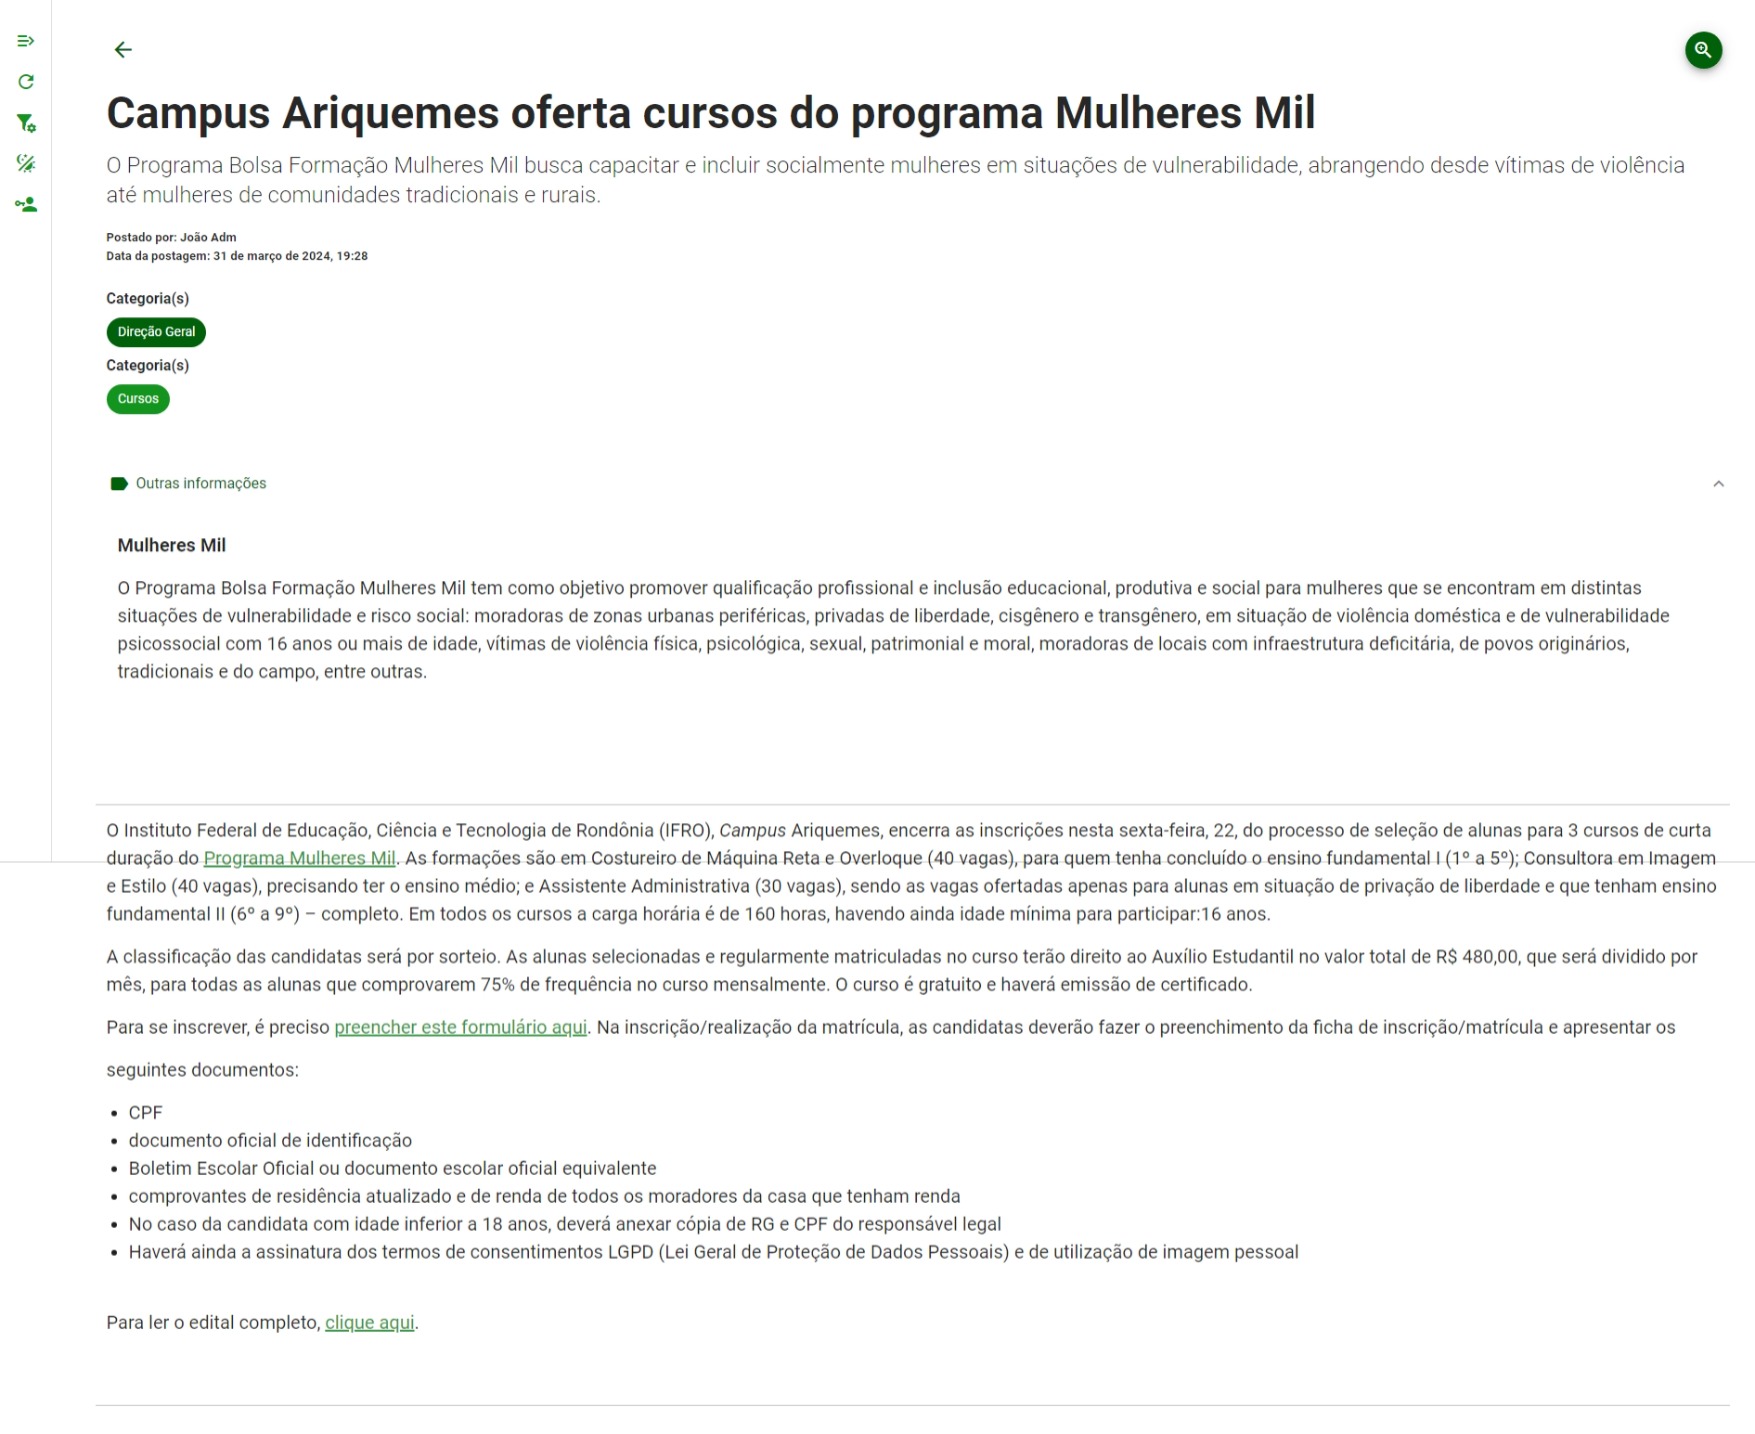 Campus Ariquemes oferta cursos do programa Mulheres Mil
O Programa Bolsa Formação Mulheres Mil busca capacitar e incluir socialmente mulheres em situações de vulnerabilidade, abrangendo desde vítimas de violência
até mulheres de comunidades tradicionais e rurais.
Postado por: João Adm
Data da postagem: 31 de março de 2024, 19:28
Categoria(s)
Direção Geral
Categoria(s)
Cursos
Outras informações
Mulheres Mil
O Programa Bolsa Formação Mulheres Mil tem como objetivo promover qualificação profissional e inclusão educacional, produtiva e social para mulheres que se encontram em distintas
situações de vulnerabilidade e risco social: moradoras de zonas urbanas periféricas, privadas de liberdade, cisgênero e transgênero, em situação de violência doméstica e de vulnerabilidade
psicossocial com 16 anos ou mais de idade, vítimas de violência física, psicológica, sexual, patrimonial e moral, moradoras de locais com infraestrutura deficitária, de povos originários,
tradicionais e do campo, entre outras.
O Instituto Federal de Educação, Ciência e Tecnologia de Rondônia (IFRO), Campus Ariquemes, encerra as inscrições nesta sexta-feira, 22, do processo de seleção de alunas para 3 cursos de curta
duração do Programa Mulheres Mil. As formações são em Costureiro de Máquina Reta e Overloque (40 vagas), para quem tenha concluído o ensino fundamental I (1º a 5º); Consultora em Imagem
e Estilo (40 vagas), precisando ter o ensino médio; e Assistente Administrativa (30 vagas), sendo as vagas ofertadas apenas para alunas em situação de privação de liberdade e que tenham ensino
fundamental II (6º a 9º) – completo. Em todos os cursos a carga horária é de 160 horas, havendo ainda idade mínima para participar:16 anos.
A classificação das candidatas será por sorteio. As alunas selecionadas e regularmente matriculadas no curso terão direito ao Auxílio Estudantil no valor total de R$ 480,00, que será dividido por
mês, para todas as alunas que comprovarem 75% de frequência no curso mensalmente. O curso é gratuito e haverá emissão de certificado.
Para se inscrever, é preciso preencher este formulário aqui. Na inscrição/realização da matrícula, as candidatas deverão fazer o preenchimento da ficha de inscrição/matrícula e apresentar os
seguintes documentos:
• CPF
• documento oficial de identificação
• Boletim Escolar Oficial ou documento escolar oficial equivalente
• comprovantes de residência atualizado e de renda de todos os moradores da casa que tenham renda
• No caso da candidata com idade inferior a 18 anos, deverá anexar cópia de RG e CPF do responsável legal
• Haverá ainda a assinatura dos termos de consentimentos LGPD (Lei Geral de Proteção de Dados Pessoais) e de utilização de imagem pessoal
Para ler o edital completo, clique aqui.